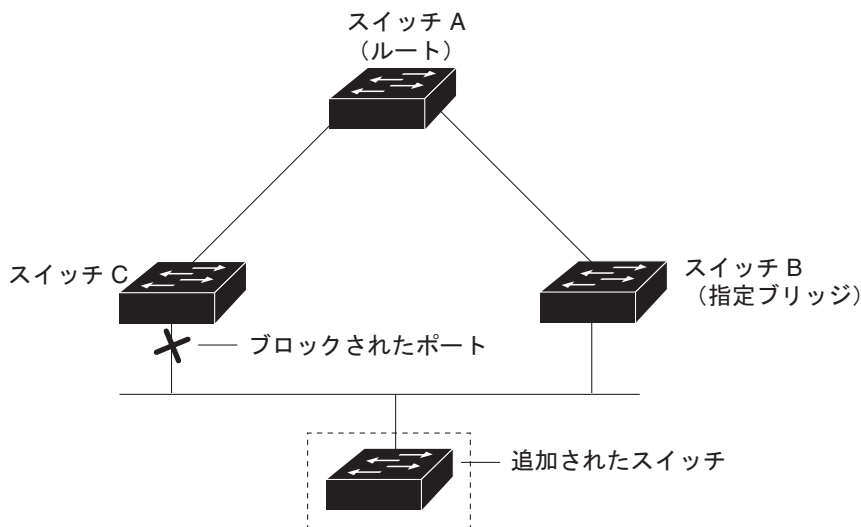 スイッチ A
（ルート）
スイッチ C
スイッチ B
（指定ブリッジ）
ブロックされたポート
追加されたスイッチ